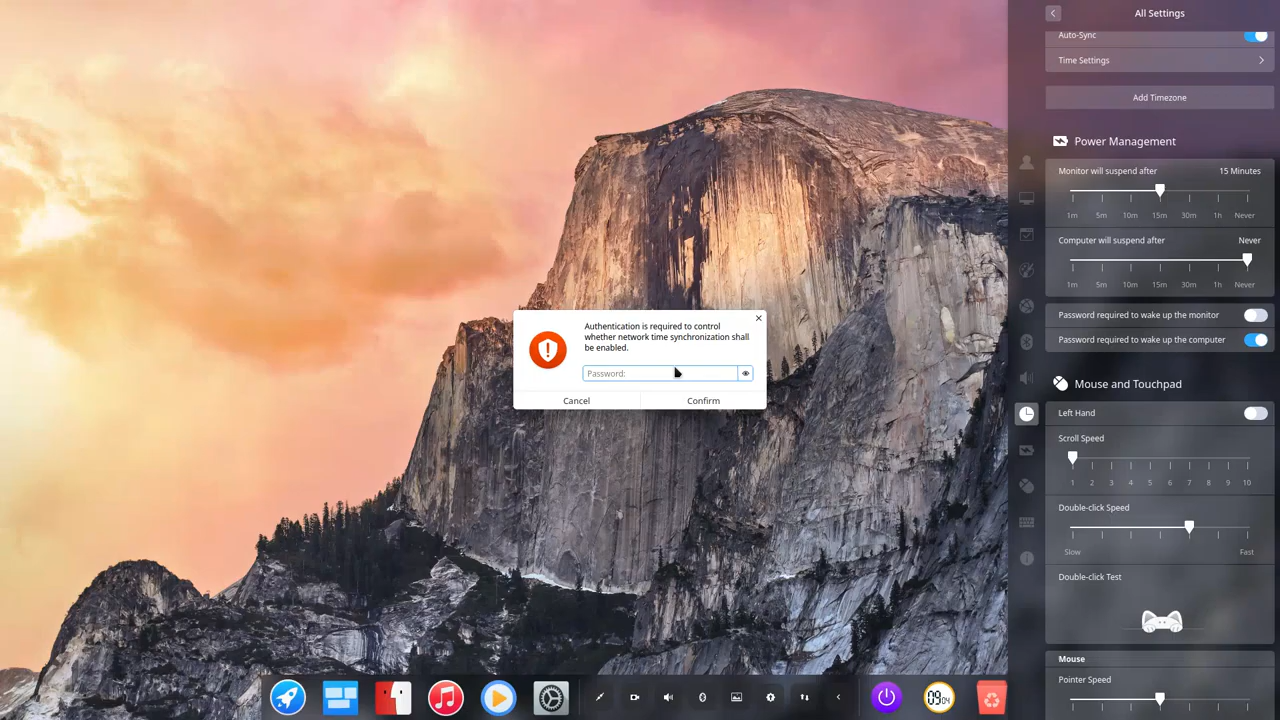 All Settings
Auto-Sync
Time Settings
Add Timezone
Power Management
Monitor will suspend after 15 Minutes
1m 5m 10m 15m 30m 1h Never
Computer will suspend after Never
1m 5m 10m 15m 30m 1h Never
Password required to wake up the monitor
Password required to wake up the computer
Mouse and Touchpad
Left Hand
Scroll Speed
1 2 3 4 5 6 7 8 9 10
Double-click Speed
Slow Fast
Double-click Test
Mouse
Pointer Speed
Authentication is required to control
whether network time synchronization shall
be enabled.
Password:
Cancel Confirm
09 04